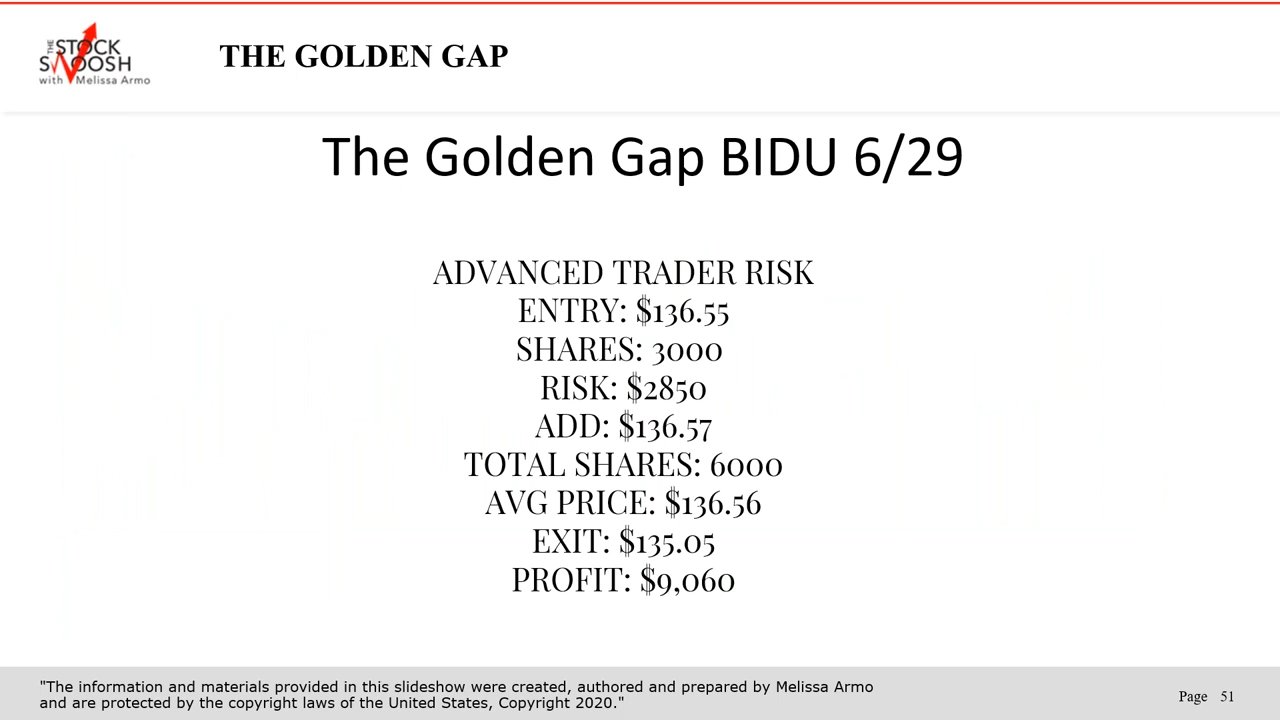 THE
STOCK
SWOOSH
with Melissa Armo
THE GOLDEN GAP
The Golden Gap BIDU 6/29
ADVANCED TRADER RISK
ENTRY: $136.55
SHARES: 3000
RISK: $2850
ADD: $136.57
TOTAL SHARES: 6000
AVG PRICE: $136.56
EXIT: $135.05
PROFIT: $9,060
"The information and materials provided in this slideshow were created, authored and prepared by Melissa Armo
and are protected by the copyright laws of the United States, Copyright 2020."
Page 51